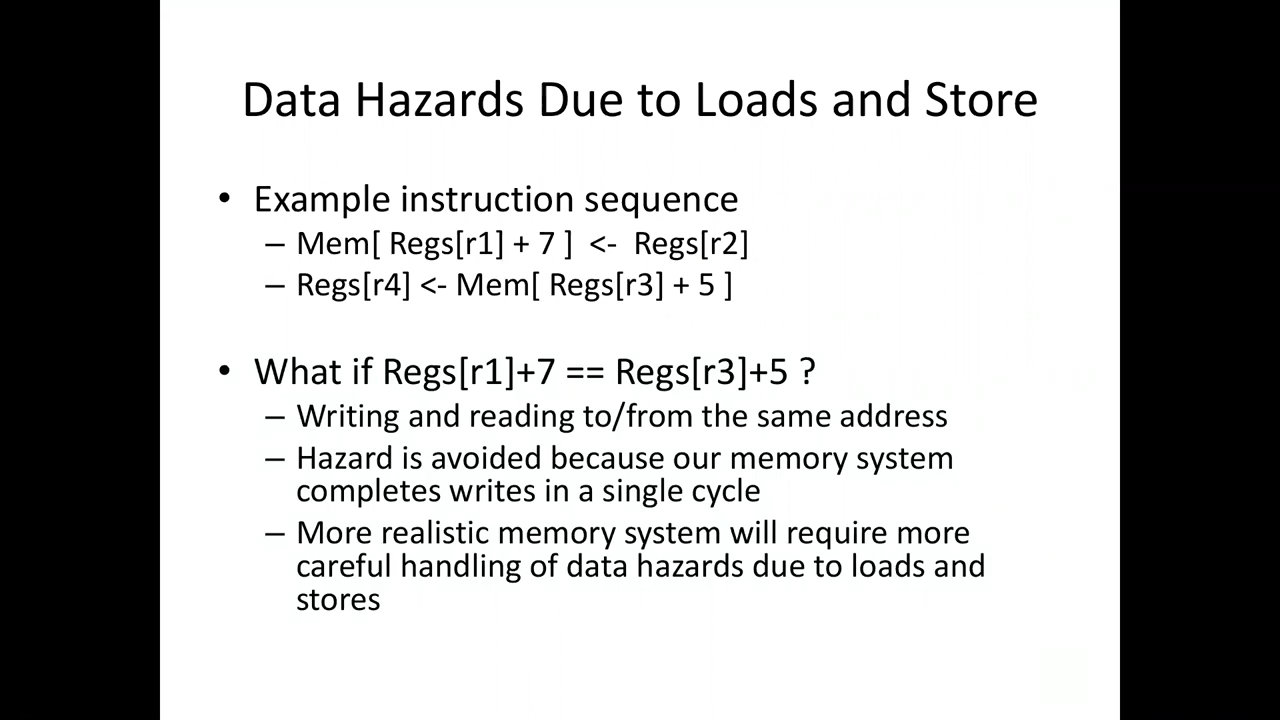 Data Hazards Due to Loads and Store
• Example instruction sequence
– Mem[ Regs[r1] + 7 ] <- Regs[r2]
– Regs[r4] <- Mem[ Regs[r3] + 5 ]
• What if Regs[r1]+7 == Regs[r3]+5 ?
– Writing and reading to/from the same address
– Hazard is avoided because our memory system
completes writes in a single cycle
– More realistic memory system will require more
careful handling of data hazards due to loads and
stores